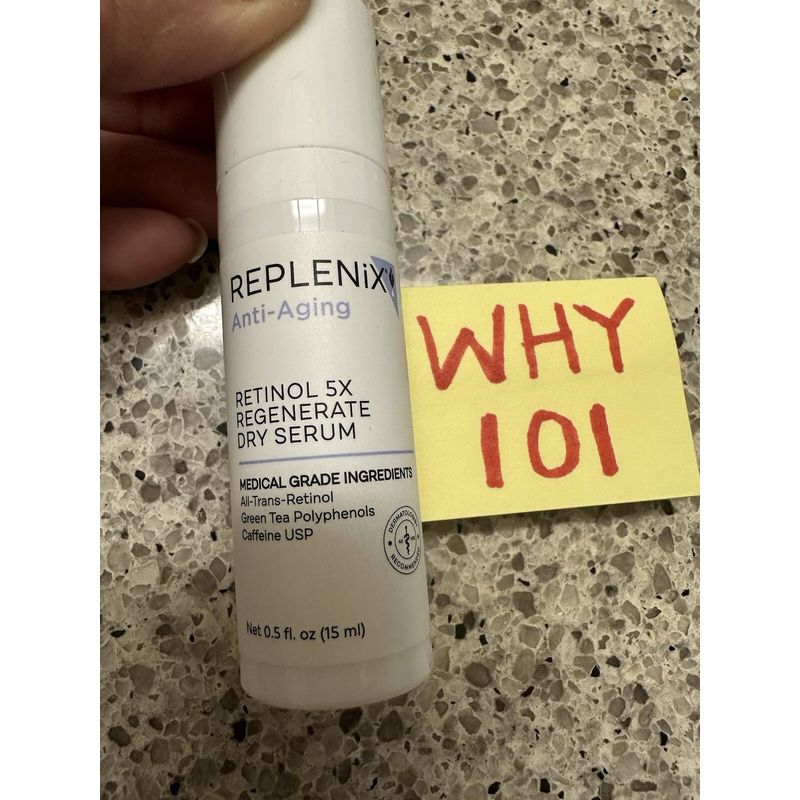 REPLENiX
Anti-Aging
RETINOL 5X
REGENERATE
DRY SERUM
MEDICAL GRADE INGREDIENTS
All-Trans-Retinol
Green Tea Polyphenols
Caffeine USP
RECOMMENDED
Net 0.5 fl. oz (15 ml)
WHY
101